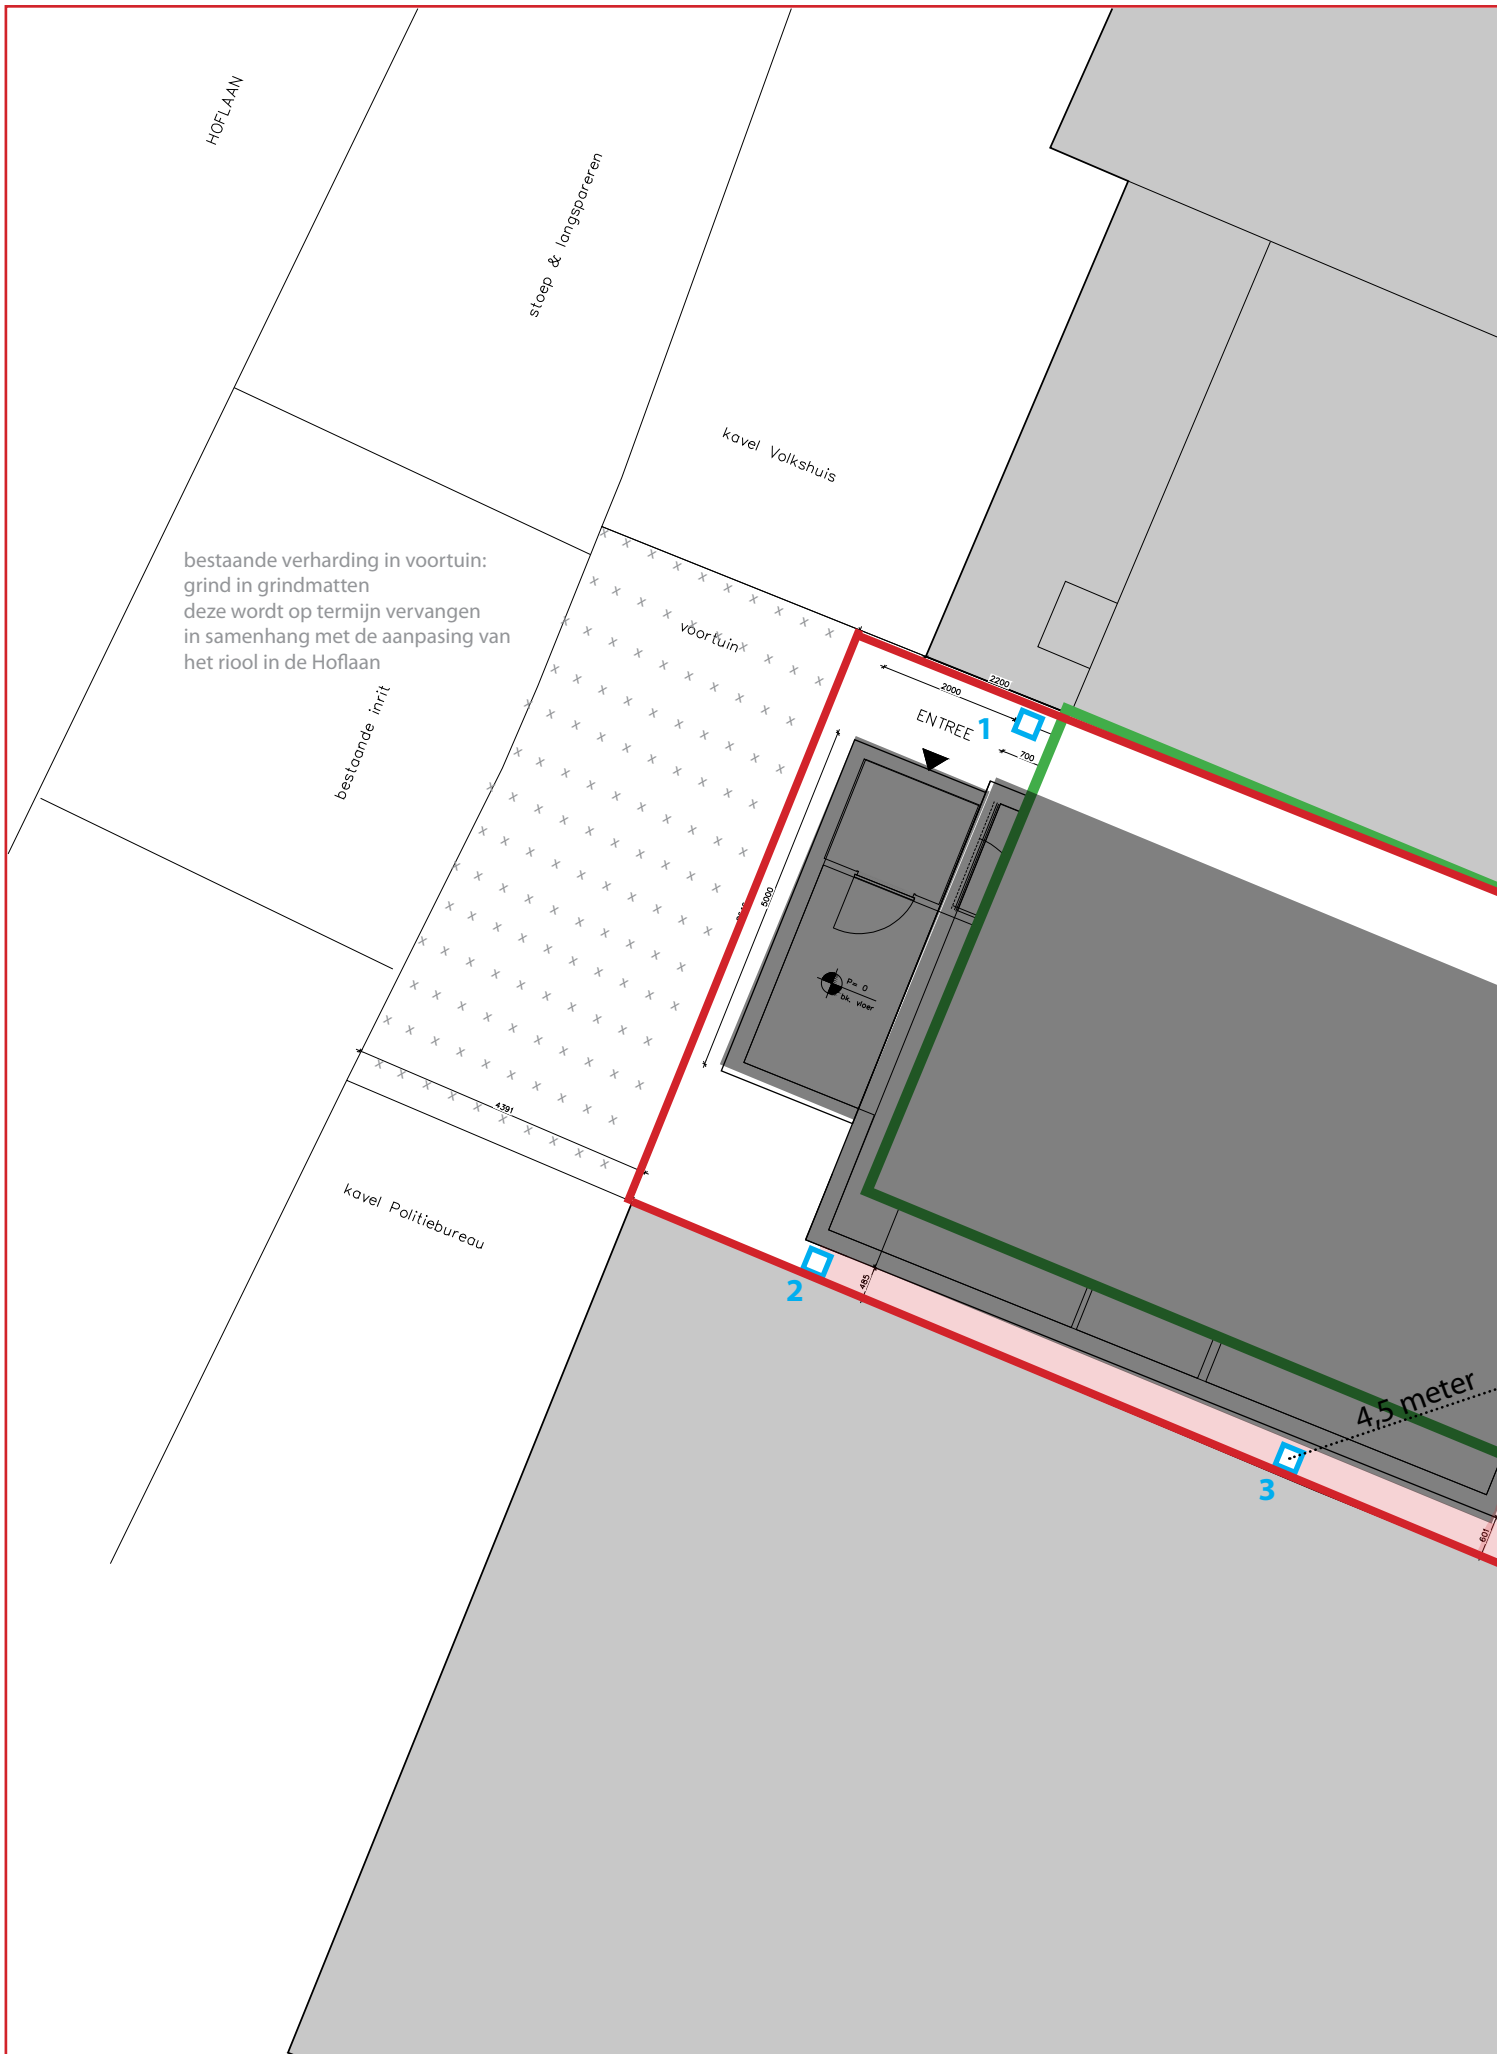 HOFLAAN
stoep & langspareren
kavel Volkshuis
bestaande verharding in voortuin:
grind in grindmatten
deze wordt op termijn vervangen
in samenhang met de aanpasing van
het riool in de Hoflaan
voortuin
bestaande inrit
2200
2000
ENTREE
1
700
5000
P= 0
bk. vloer
4391
kavel Politiebureau
2
485
4,5 meter
3
601